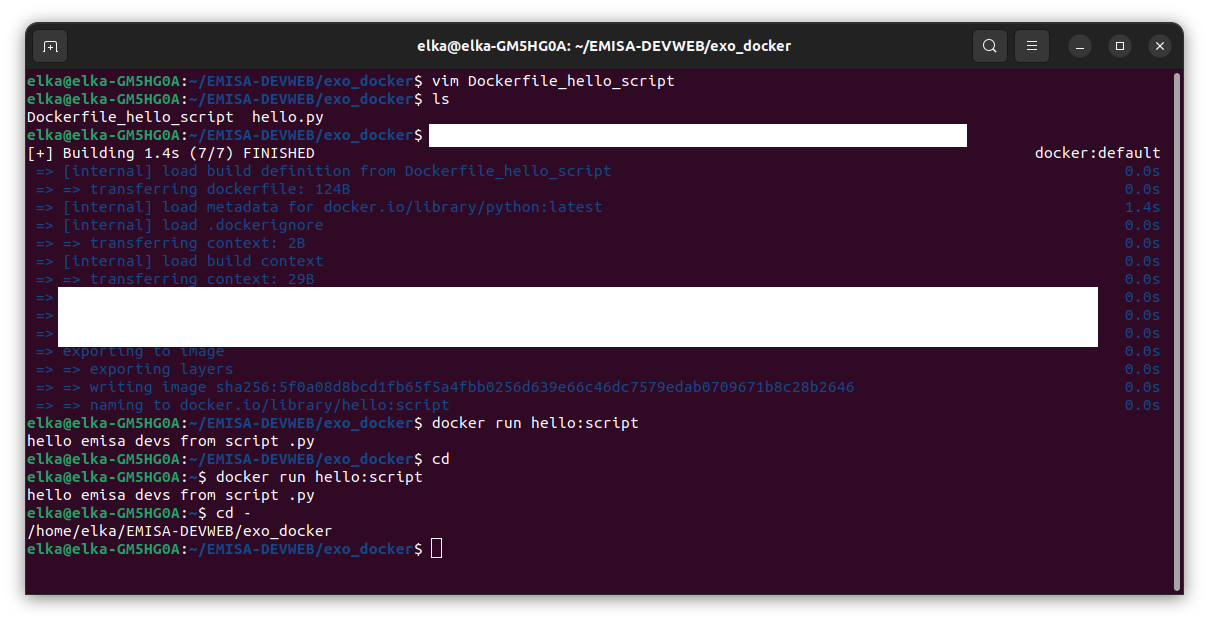 elka@elka-GM5HG0A: ~/EMISA-DEVWEB/exo_docker
elka@elka-GM5HG0A:~/EMISA-DEVWEB/exo_docker$ vim Dockerfile_hello_script
elka@elka-GM5HG0A:~/EMISA-DEVWEB/exo_docker$ ls
Dockerfile_hello_script  hello.py
elka@elka-GM5HG0A:~/EMISA-DEVWEB/exo_docker$
[+] Building 1.4s (7/7) FINISHED docker:default
=> [internal] load build definition from Dockerfile_hello_script 0.0s
=> => transferring dockerfile: 124B 0.0s
=> [internal] load metadata for docker.io/library/python:latest 1.4s
=> [internal] load .dockerignore 0.0s
=> => transferring context: 2B 0.0s
=> [internal] load build context 0.0s
=> => transferring context: 29B 0.0s
=> 0.0s
=> 0.0s
=> 0.0s
=> exporting to image 0.0s
=> => exporting layers 0.0s
=> => writing image sha256:5f0a08d8bcd1fb65f5a4fbb0256d639e66c46dc7579edab0709671b8c28b2646 0.0s
=> => naming to docker.io/library/hello:script 0.0s
elka@elka-GM5HG0A:~/EMISA-DEVWEB/exo_docker$ docker run hello:script
hello emisa devs from script .py
elka@elka-GM5HG0A:~/EMISA-DEVWEB/exo_docker$ cd
elka@elka-GM5HG0A:~$ docker run hello:script
hello emisa devs from script .py
elka@elka-GM5HG0A:~$ cd -
/home/elka/EMISA-DEVWEB/exo_docker
elka@elka-GM5HG0A:~/EMISA-DEVWEB/exo_docker$